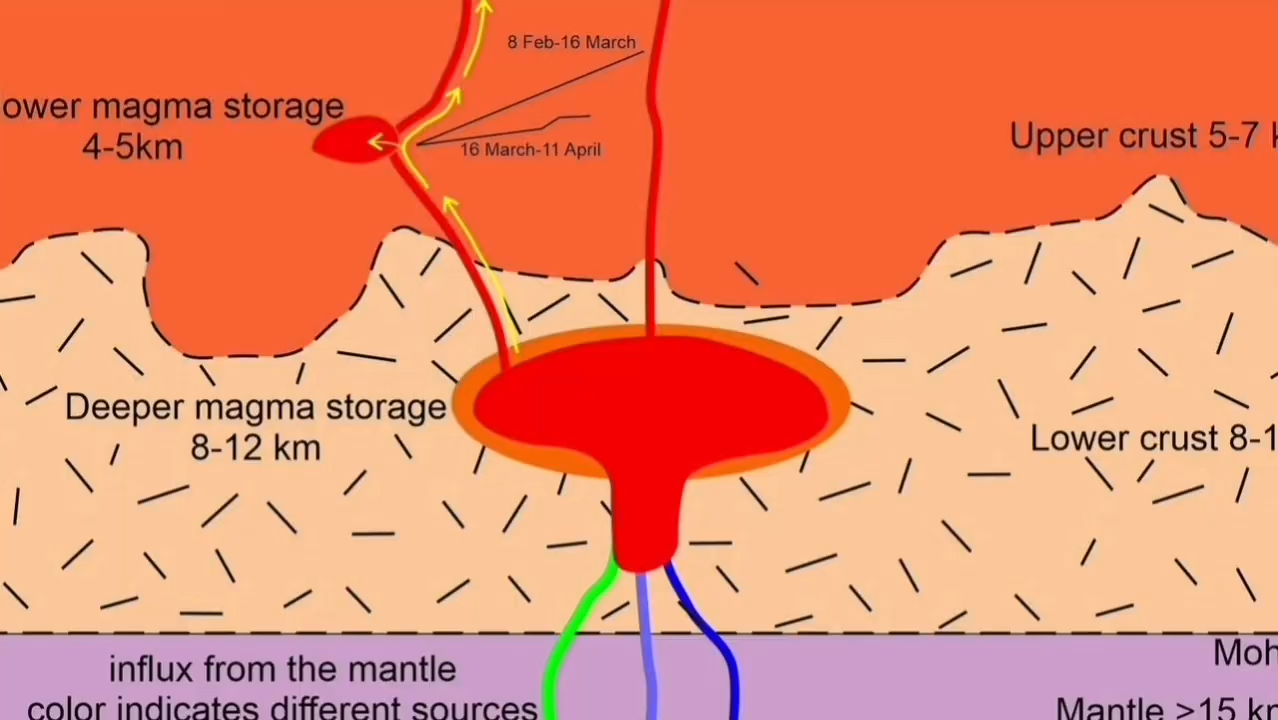 8 Feb-16 March
ower magma storage
4-5km
16 March-11 April
Upper crust 5-7 k
Deeper magma storage
8-12 km
Lower crust 8-1
influx from the mantle
color indicates different sources
Moh
Mantle >15 km